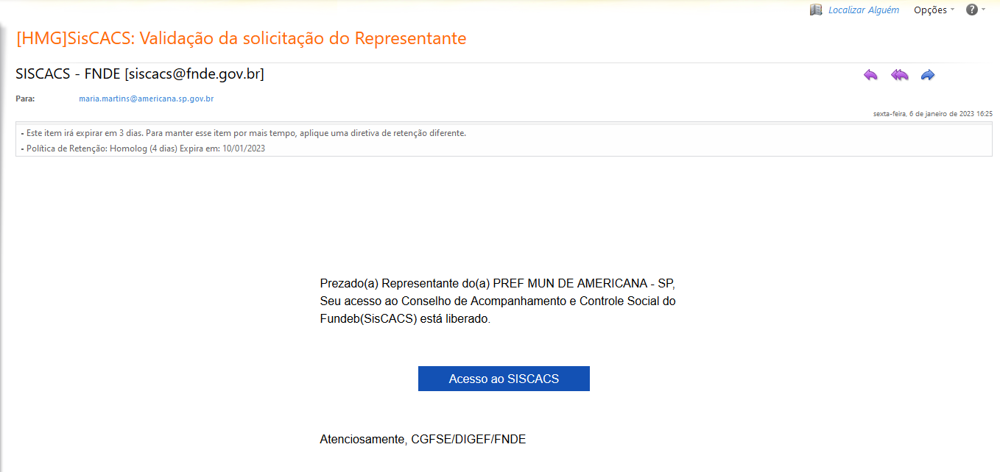 Localizar Alguém Opções
[HMG]SisCACS: Validação da solicitação do Representante
SISCACS - FNDE [siscacs@fnde.gov.br]
Para: maria.martins@americana.sp.gov.br
sexta-feira, 6 de janeiro de 2023 16:25
- Este item irá expirar em 3 dias. Para manter esse item por mais tempo, aplique uma diretiva de retenção diferente.
- Política de Retenção: Homolog (4 dias) Expira em: 10/01/2023
Prezado(a) Representante do(a) PREF MUN DE AMERICANA - SP,
Seu acesso ao Conselho de Acompanhamento e Controle Social do
Fundeb(SisCACS) está liberado.
Acesso ao SISCACS
Atenciosamente, CGFSE/DIGEF/FNDE